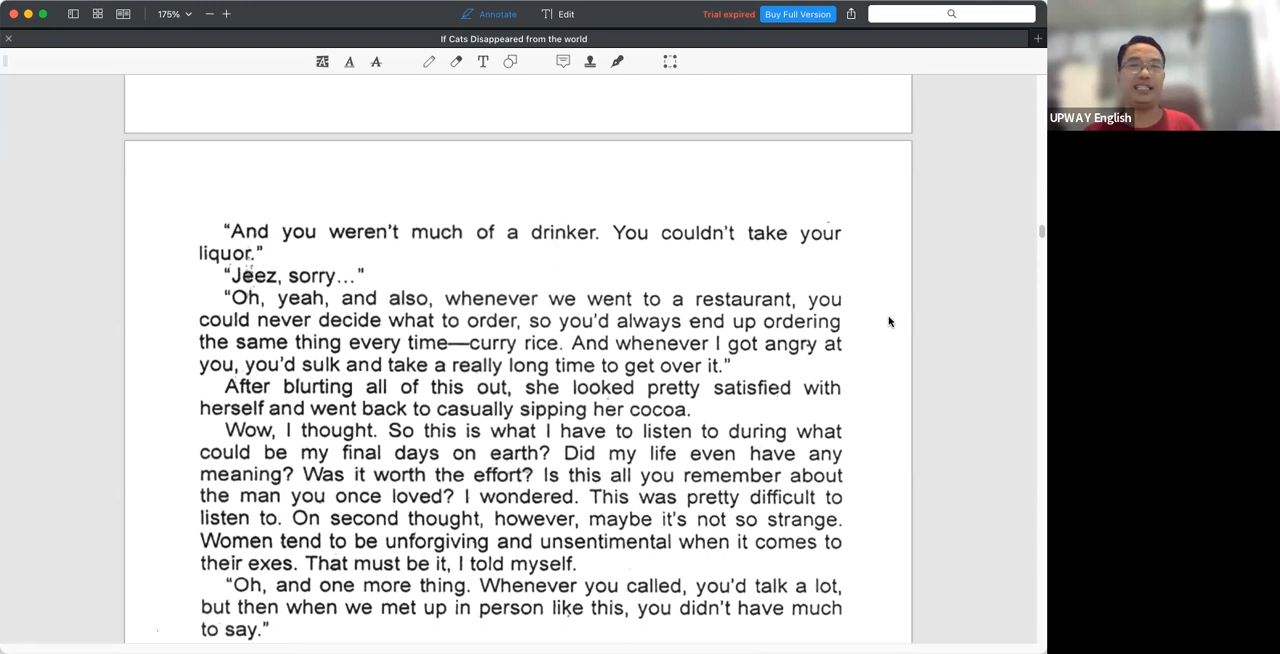 175%
Annotate
Edit
Trial expired
Buy Full Version
If Cats Disappeared from the world
UPWAY English
“And you weren’t much of a drinker. You couldn’t take your
liquor.”
“Jeez, sorry…”
“Oh, yeah, and also, whenever we went to a restaurant, you
could never decide what to order, so you’d always end up ordering
the same thing every time—curry rice. And whenever I got angry at
you, you’d sulk and take a really long time to get over it.”
After blurting all of this out, she looked pretty satisfied with
herself and went back to casually sipping her cocoa.
Wow, I thought. So this is what I have to listen to during what
could be my final days on earth? Did my life even have any
meaning? Was it worth the effort? Is this all you remember about
the man you once loved? I wondered. This was pretty difficult to
listen to. On second thought, however, maybe it’s not so strange.
Women tend to be unforgiving and unsentimental when it comes to
their exes. That must be it, I told myself.
“Oh, and one more thing. Whenever you called, you’d talk a lot,
but then when we met up in person like this, you didn’t have much
to say.”